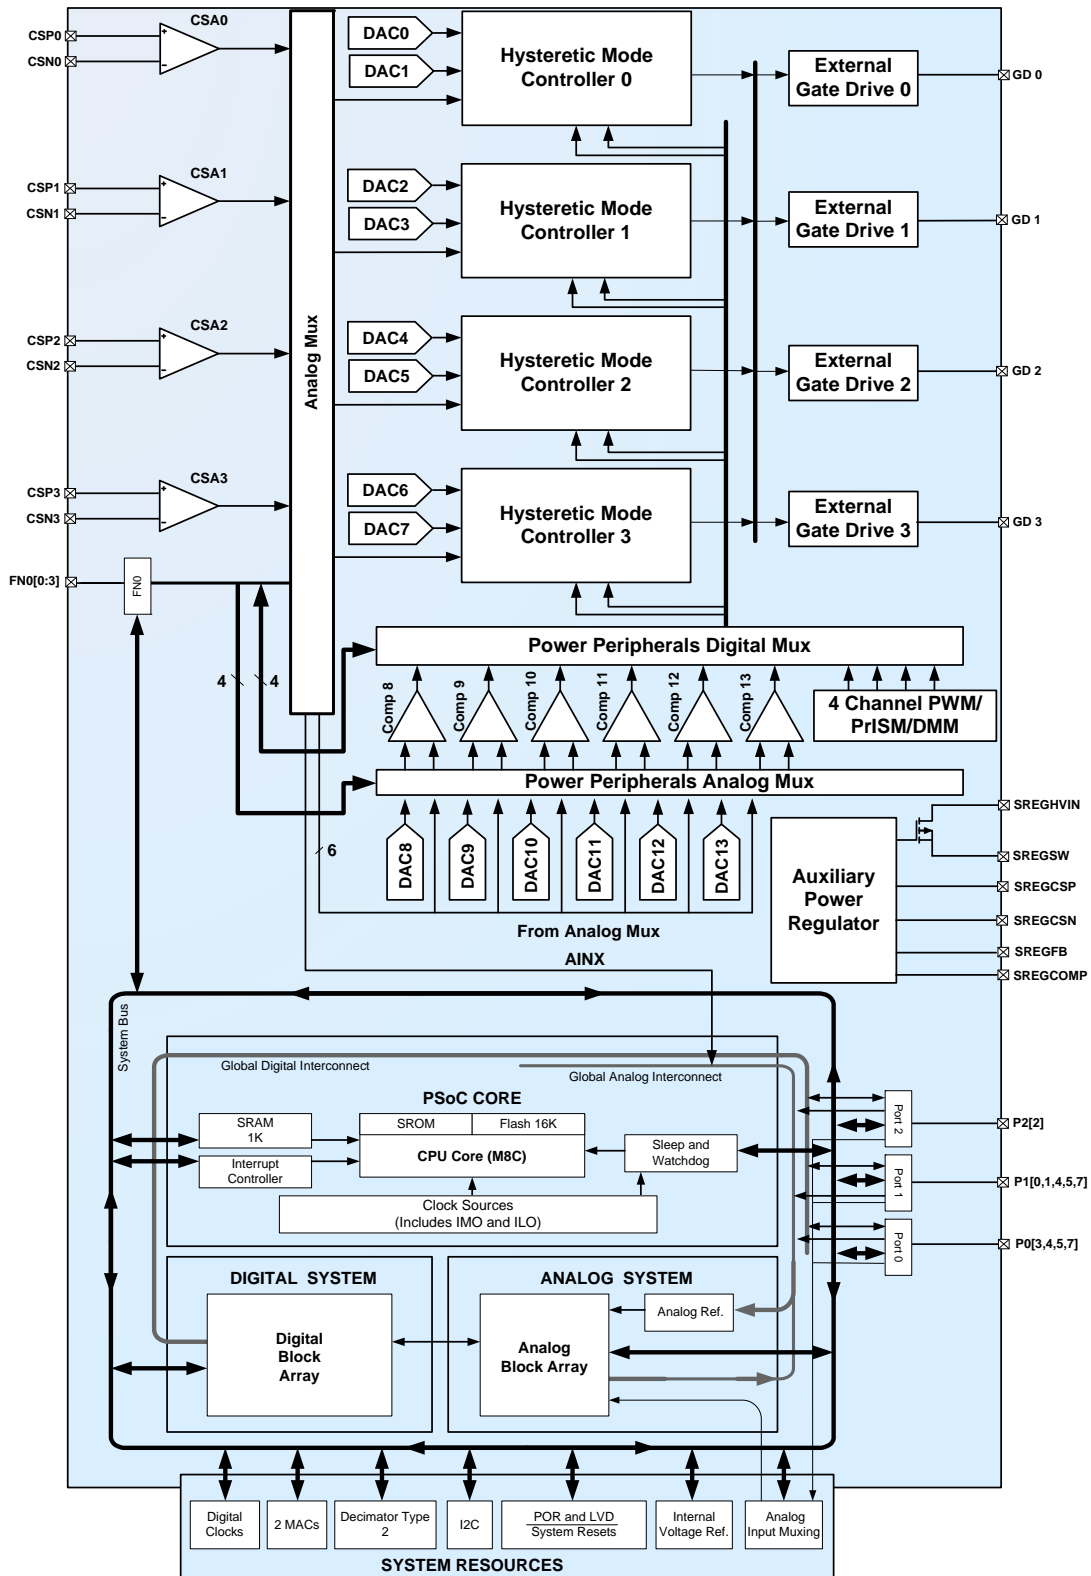 CSA0
CSP0
CSN0
DAC0
DAC1
Hysteretic Mode
Controller 0
External
Gate Drive 0
GD 0
CSA1
CSP1
CSN1
DAC2
DAC3
Hysteretic Mode
Controller 1
External
Gate Drive 1
GD 1
Analog Mux
CSA2
CSP2
CSN2
DAC4
DAC5
Hysteretic Mode
Controller 2
External
Gate Drive 2
GD 2
CSA3
CSP3
CSN3
DAC6
DAC7
Hysteretic Mode
Controller 3
External
Gate Drive 3
GD 3
FN0[0:3]
FN0
4
4
Power Peripherals Digital Mux
Comp 8
Comp 9
Comp 10
Comp 11
Comp 12
Comp 13
4 Channel PWM/
PrISM/DMM
Power Peripherals Analog Mux
6
DAC8
DAC9
DAC10
DAC11
DAC12
DAC13
From Analog Mux
AINX
Auxiliary
Power
Regulator
SREGHVIN
SREGSW
SREGCSP
SREGCSN
SREGFB
SREGCOMP
System Bus
Global Digital Interconnect
Global Analog Interconnect
PSoC CORE
SRAM
1K
SROM
Flash 16K
CPU Core (M8C)
Interrupt
Controller
Sleep and
Watchdog
Clock Sources
(Includes IMO and ILO)
Port 2
P2[2]
Port 1
P1[0,1,4,5,7]
Port 0
P0[3,4,5,7]
DIGITAL SYSTEM
Digital
Block
Array
ANALOG SYSTEM
Analog
Block Array
Analog Ref.
Digital
Clocks
2 MACs
Decimator Type
2
I2C
POR and LVD
System Resets
Internal
Voltage Ref.
Analog
Input Muxing
SYSTEM RESOURCES